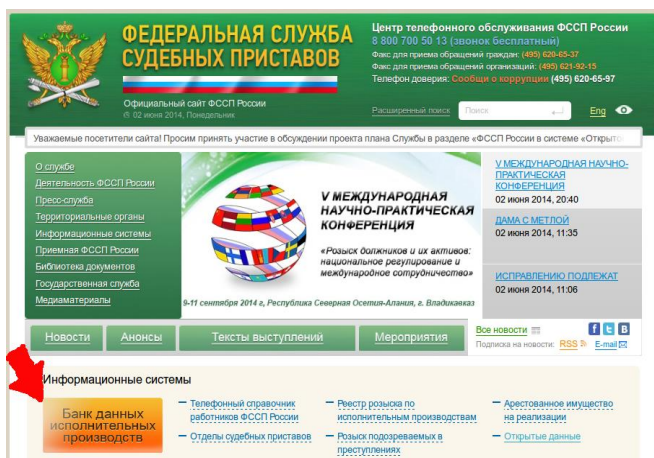 ФЕДЕРАЛЬНАЯ СЛУЖБА
СУДЕБНЫХ ПРИСТАВОВ
Официальный сайт ФССП России
02 июня 2014, Понедельник
Центр телефонного обслуживания ФССП России
8 800 700 50 13 (звонок бесплатный)
Факс для приема обращений граждан: (495) 620-65-37
Факс для приема обращений организаций: (495) 621-92-15
Телефон доверия: Сообщи о коррупции (495) 620-65-97
Расширенный поиск
Поиск
Eng
Уважаемые посетители сайта! Просим принять участие в обсуждении проекта плана Службы в разделе «ФССП России в системе «Открыто
О службе
Деятельность ФССП России
Пресс-служба
Территориальные органы
Информационные системы
Приемная ФССП России
Библиотека документов
Государственная служба
Медиаматериалы
V МЕЖДУНАРОДНАЯ
НАУЧНО-ПРАКТИЧЕСКАЯ
КОНФЕРЕНЦИЯ
«Розыск должников и их активов:
национальное регулирование и
международное сотрудничество»
9-11 сентября 2014 г, Республика Северная Осетия-Алания, г. Владикавказ
V МЕЖДУНАРОДНАЯ НАУЧНО-
ПРАКТИЧЕСКАЯ
КОНФЕРЕНЦИЯ
02 июня 2014, 20:40
ДАМА С МЕТЛОЙ
02 июня 2014, 11:35
ИСПРАВЛЕНИЮ ПОДЛЕЖАТ
02 июня 2014, 11:06
Новости
Анонсы
Тексты выступлений
Мероприятия
Все новости
Подписка на новости: RSS E-mail
Информационные системы
Банк данных
исполнительных
производств
Телефонный справочник
работников ФССП России
Отделы судебных приставов
Реестр розыска по
исполнительным производствам
Розыск подозреваемых в
преступлениях
Арестованное имущество
на реализации
Открытые данные